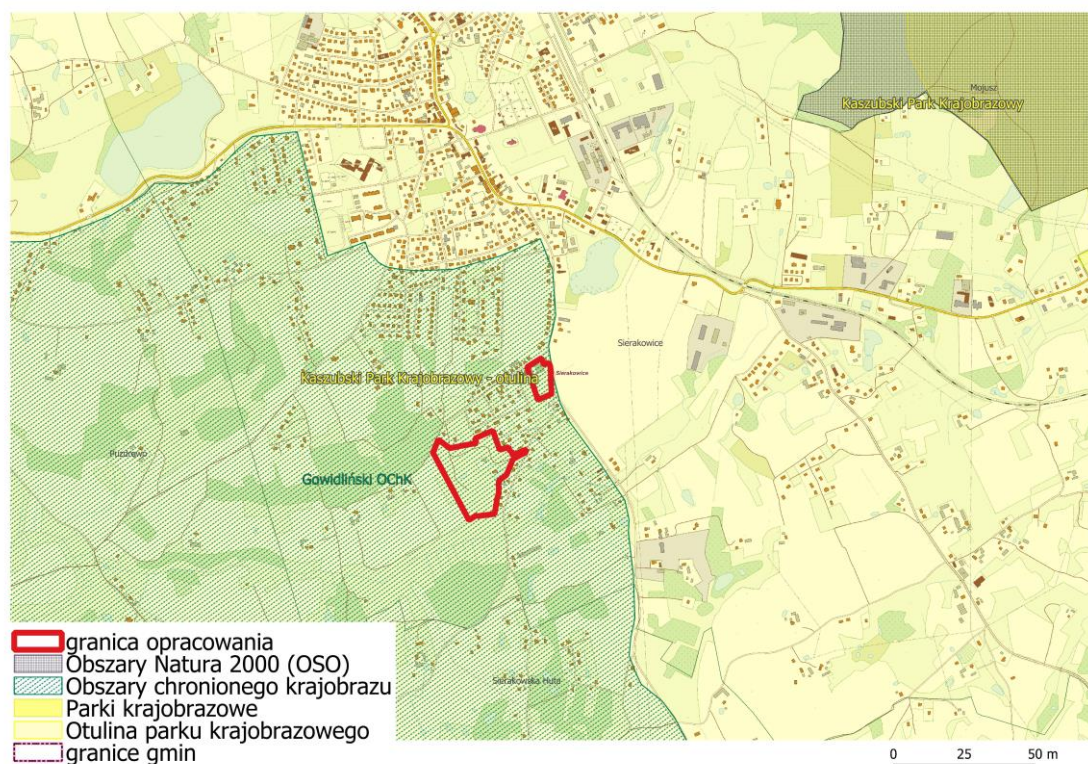 Mojusz
Kaszubski Park Krajobrazowy
Sierakowice
Sierakowice
Kaszubski Park Krajobrazowy - otulina
Puzdrowo
Gowidliński OChK
Sierakowska Huta
granica opracowania
Obszary Natura 2000 (OSO)
Obszary chronionego krajobrazu
Parki krajobrazowe
Otulina parku krajobrazowego
granice gmin
0 25 50 m